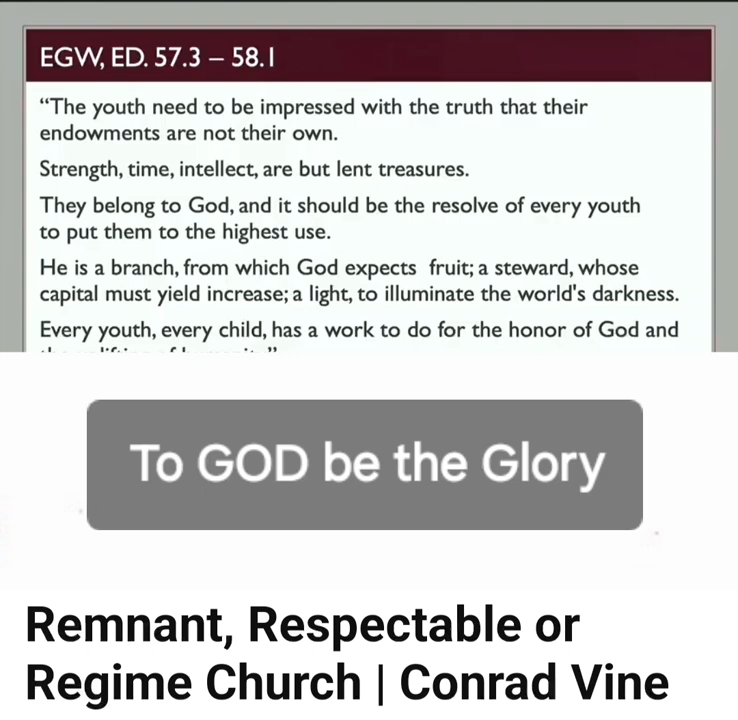 EGW, ED. 57.3 – 58.1
“The youth need to be impressed with the truth that their
endowments are not their own.
Strength, time, intellect, are but lent treasures.
They belong to God, and it should be the resolve of every youth
to put them to the highest use.
He is a branch, from which God expects fruit; a steward, whose
capital must yield increase; a light, to illuminate the world's darkness.
Every youth, every child, has a work to do for the honor of God and
To GOD be the Glory
Remnant, Respectable or
Regime Church | Conrad Vine